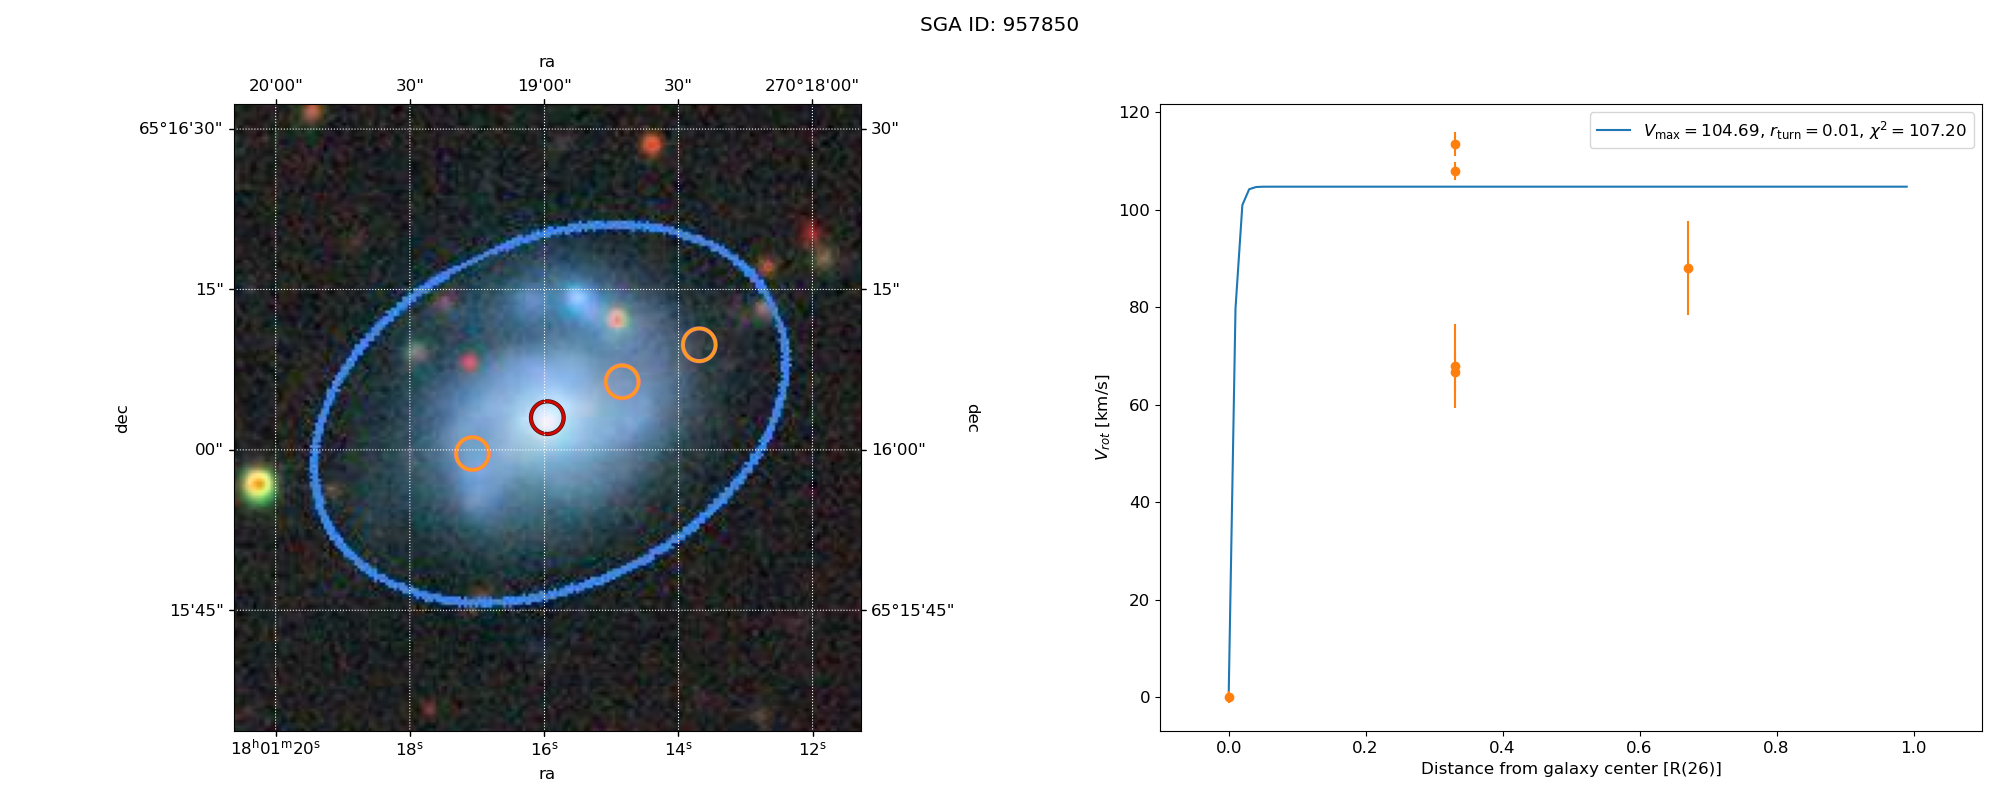 SGA ID: 957850
ra
20'00" 30" 19'00" 30" 270°18'00"
65°16'30" 30"
15" 15"
00" 16'00"
15'45" 65°15'45"
dec dec
18ʰ01ᵐ20ˢ 18ˢ 16ˢ 14ˢ 12ˢ
ra
V_max = 104.69, r_turn = 0.01, χ² = 107.20
120
100
80
60
40
20
0
V_rot [km/s]
0.0 0.2 0.4 0.6 0.8 1.0
Distance from galaxy center [R(26)]